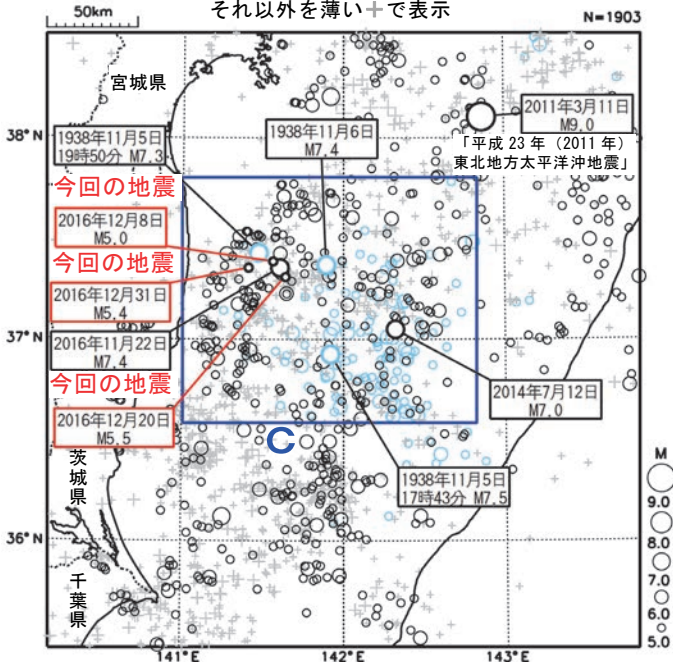 それ以外を薄い＋で表示
50km
N=1903
宮城県
38°N
1938年11月5日
19時50分 M7.3
1938年11月6日
M7.4
2011年3月11日
M9.0
「平成 23 年（2011 年）
東北地方太平洋沖地震」
今回の地震
2016年12月8日
M5.0
今回の地震
2016年12月31日
M5.4
37°N
2016年11月22日
M7.4
今回の地震
2016年12月20日
M5.5
2014年7月12日
M7.0
C
1938年11月5日
17時43分 M7.5
茨城県
36°N
千葉県
M
9.0
8.0
7.0
6.0
5.0
141°E
142°E
143°E